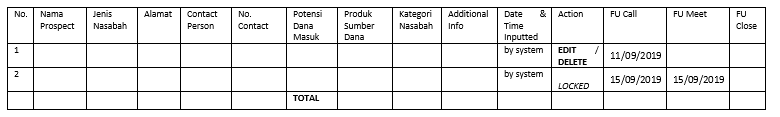 No. Nama Prospect Jenis Nasabah Alamat Contact Person No. Contact Potensi Dana Masuk Produk Sumber Dana Kategori Nasabah Additional Info Date & Time Inputted Action FU Call FU Meet FU Close
1 by system EDIT / DELETE 11/09/2019
2 by system LOCKED 15/09/2019 15/09/2019
TOTAL